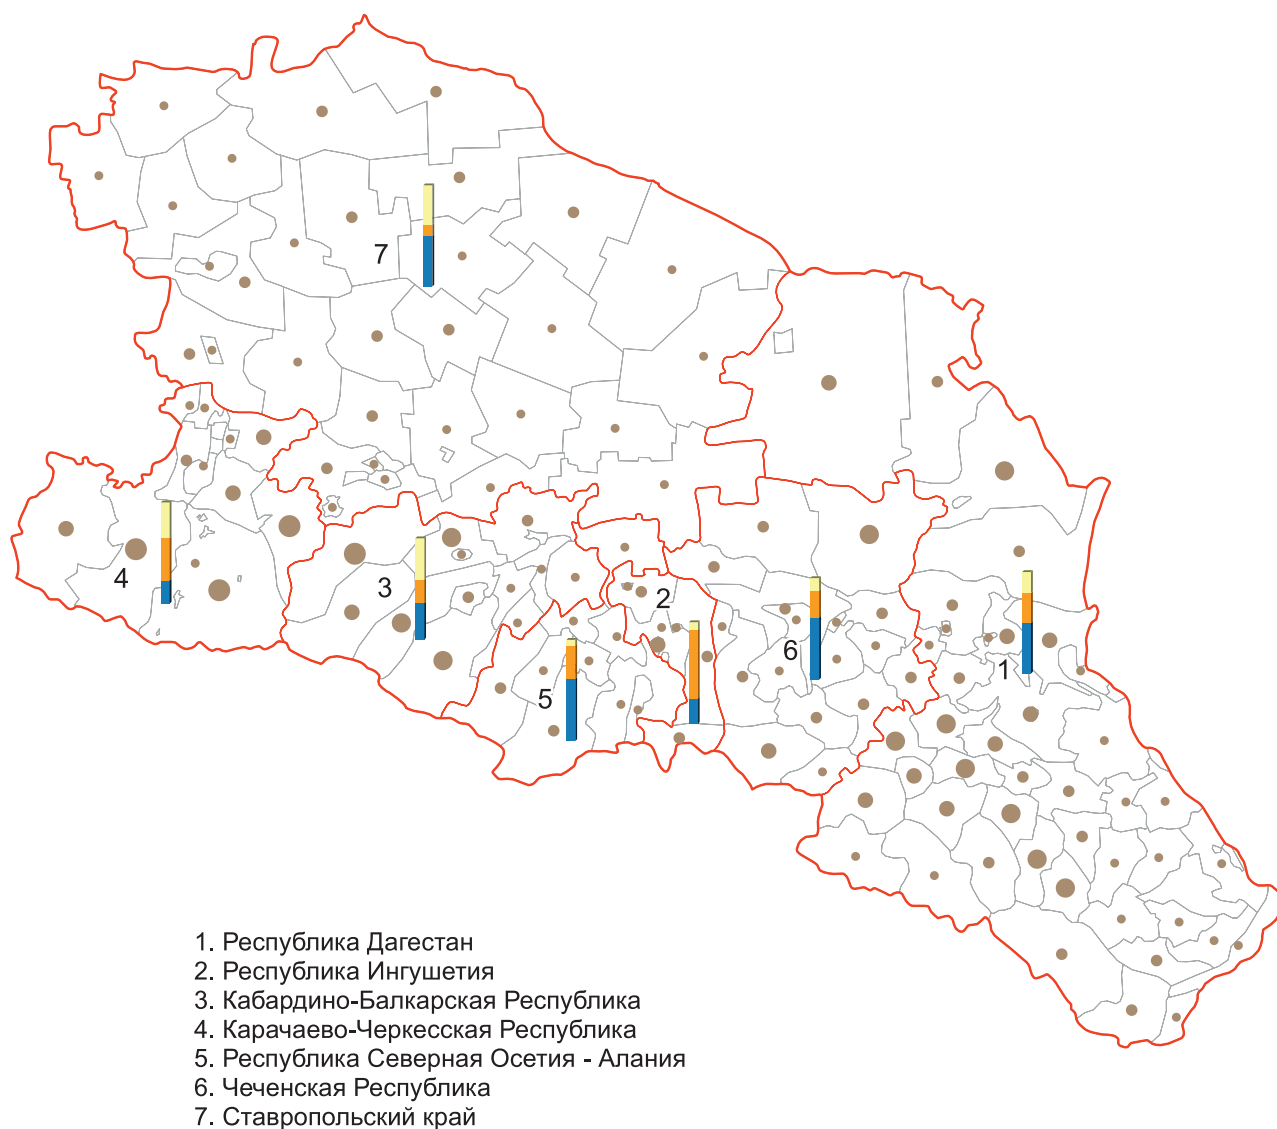 7
4
3
2
6
1
5
1. Республика Дагестан
2. Республика Ингушетия
3. Кабардино-Балкарская Республика
4. Карачаево-Черкесская Республика
5. Республика Северная Осетия - Алания
6. Чеченская Республика
7. Ставропольский край